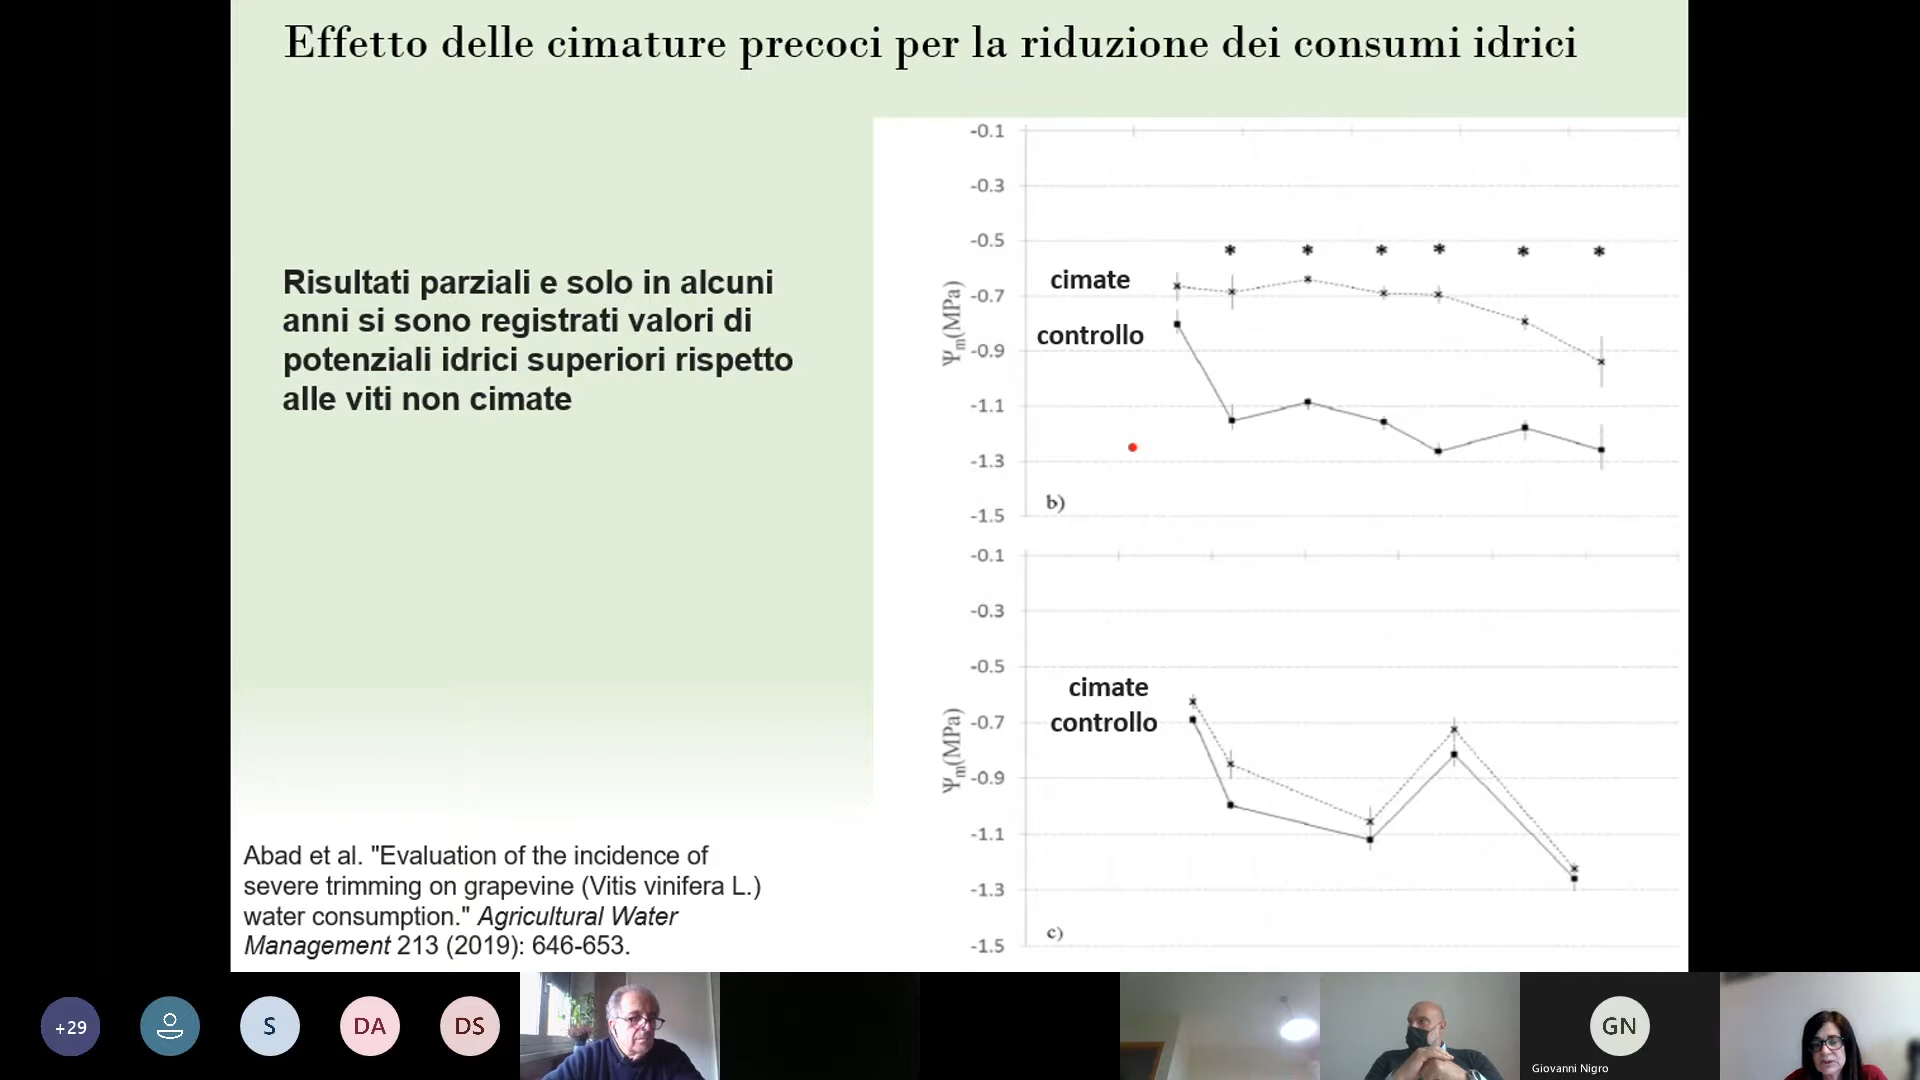 Effetto delle cimature precoci per la riduzione dei consumi idrici
Risultati parziali e solo in alcuni
anni si sono registrati valori di
potenziali idrici superiori rispetto
alle viti non cimate
Abad et al. "Evaluation of the incidence of
severe trimming on grapevine (Vitis vinifera L.)
water consumption." Agricultural Water
Management 213 (2019): 646-653.
-0.1
-0.3
-0.5
-0.7
-0.9
-1.1
-1.3
-1.5
Ψm(MPa)
* * * * * *
cimate
controllo
b)
-0.1
-0.3
-0.5
-0.7
-0.9
-1.1
-1.3
-1.5
Ψm(MPa)
cimate
controllo
c)
+29
S
DA
DS
GN
Giovanni Nigro